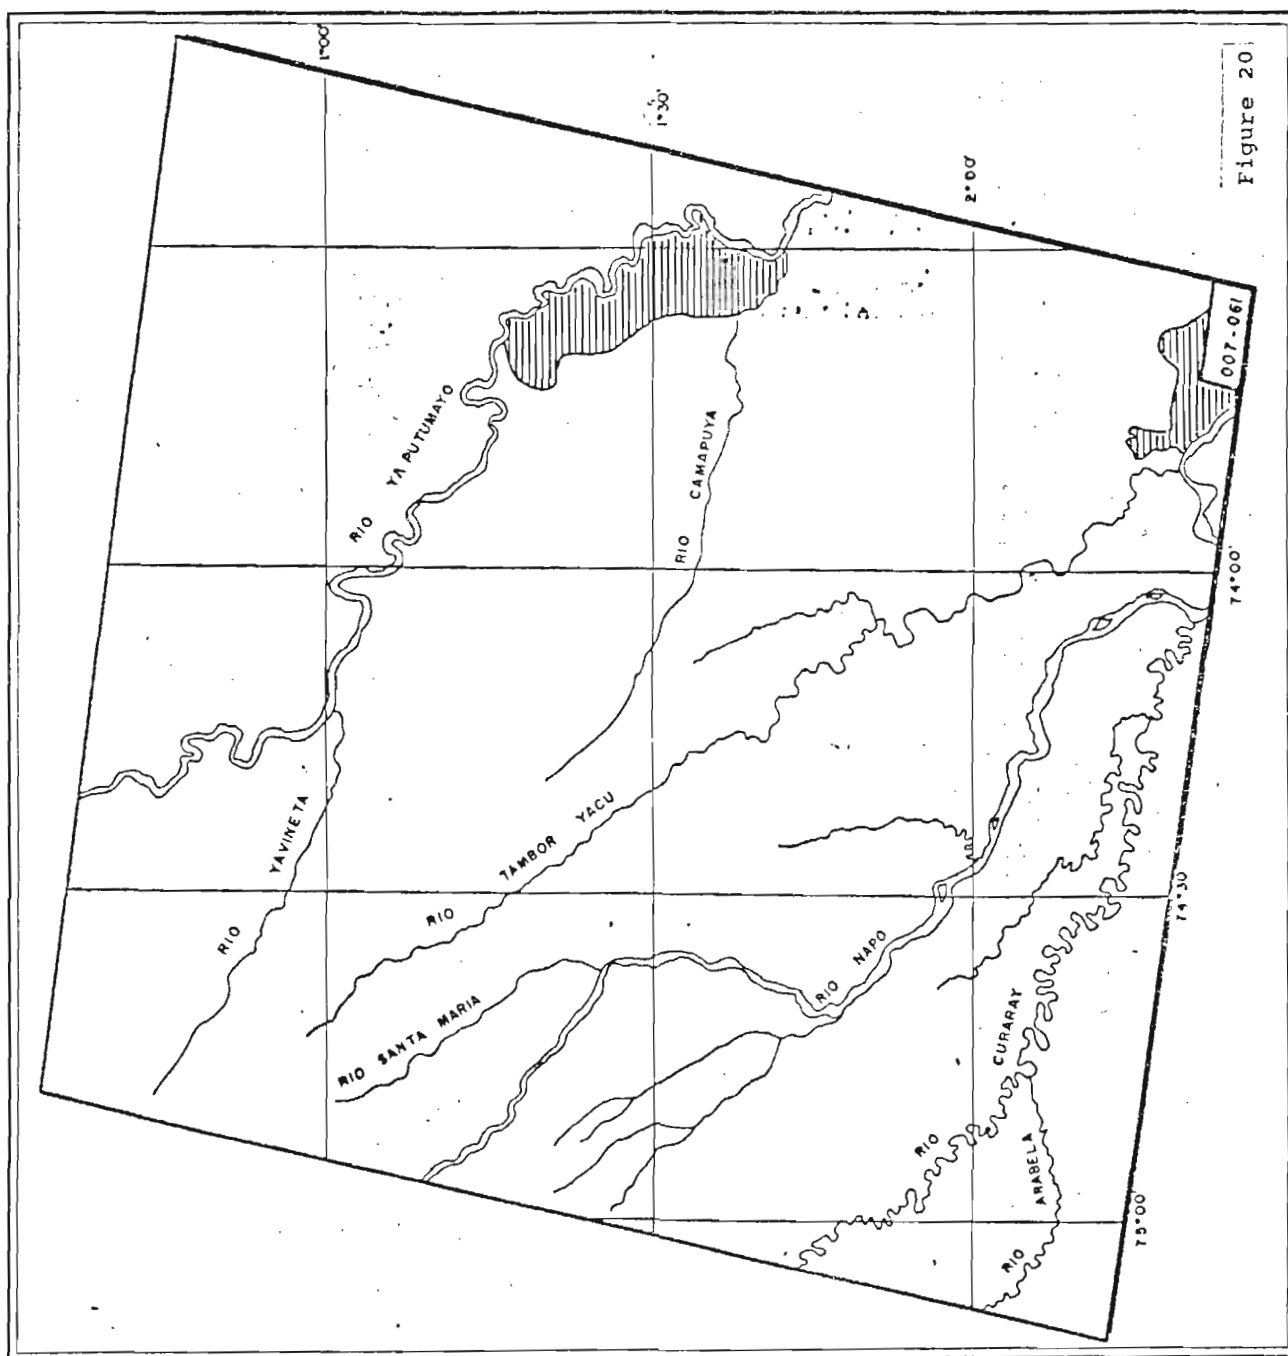 1°00'
1°30'
2°00'
Figure 20
007-061
RIO YA PUTUMAYO
RIO CAMAPUYA
RIO YAVINETA
RIO TAMBOR YACU
RIO SANTA MARIA
RIO NAPO
RIO CURARAY
RIO ARABELA
74°00'
74°30'
75°00'